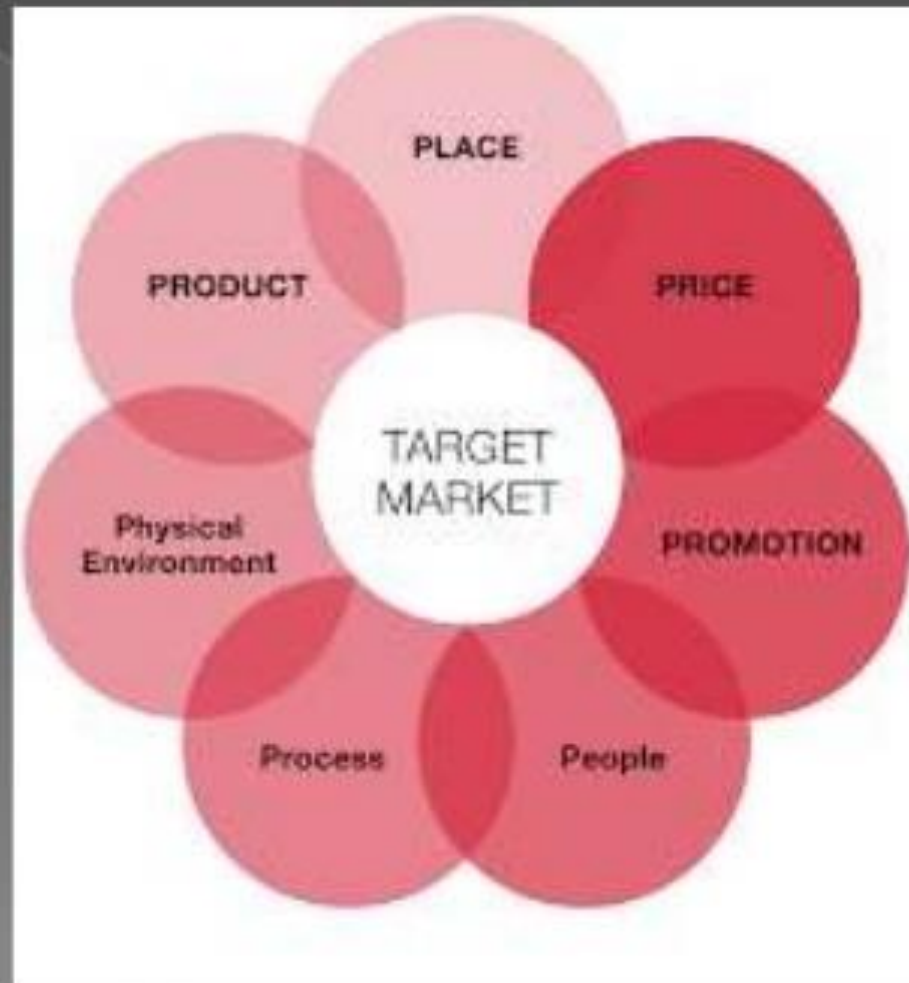 PLACE
PRODUCT
PRICE
TARGET
MARKET
Physical
Environment
PROMOTION
Process
People